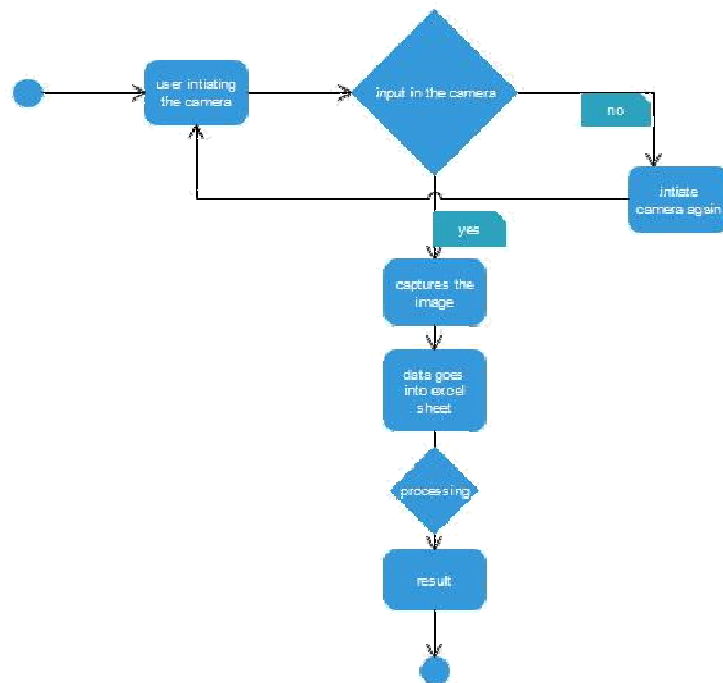 user intiating
the camera
input in the camera
no
intiate
camera again
yes
captures the
image
data goes
into excel
sheet
processing
result